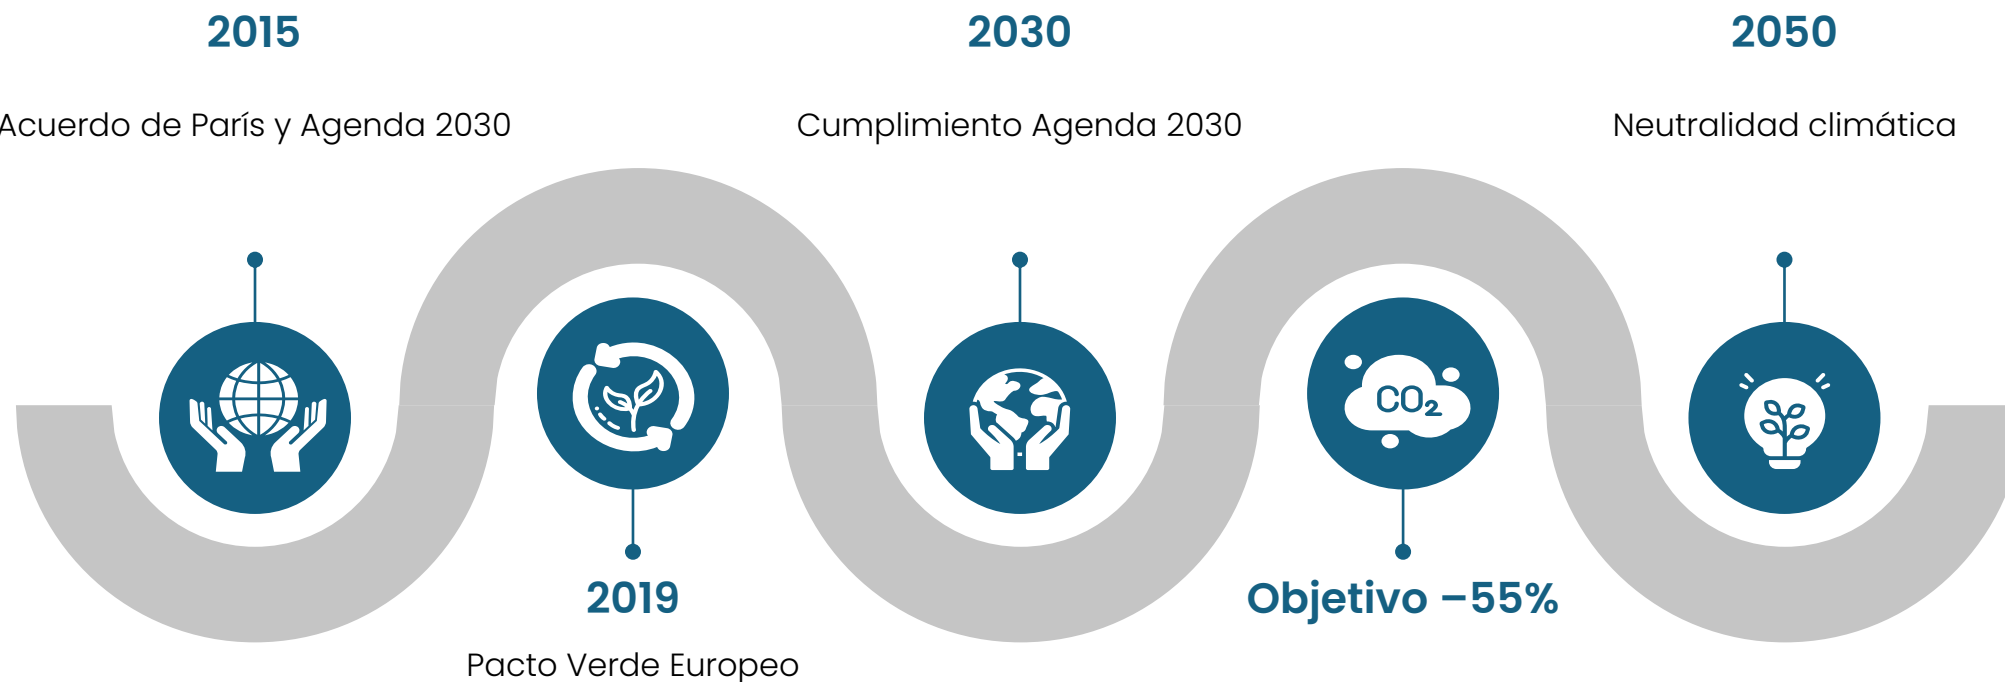 2015
Acuerdo de París y Agenda 2030
2030
Cumplimiento Agenda 2030
2050
Neutralidad climática
CO₂
2019
Pacto Verde Europeo
Objetivo –55%